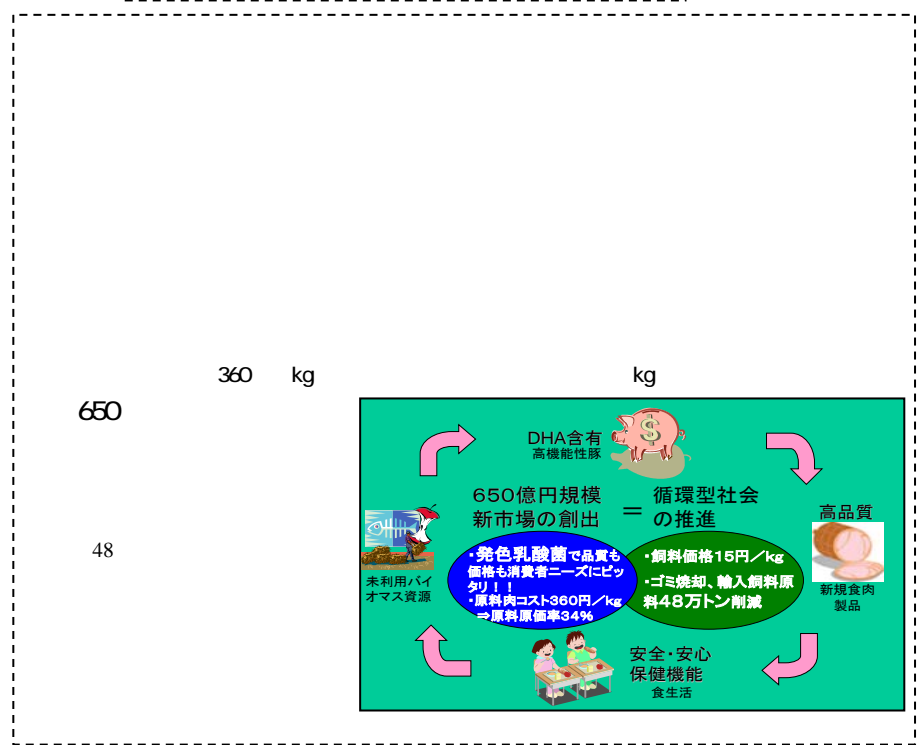 360 kg kg
650
48
DHA含有
高機能性豚
650億円規模
新市場の創出
＝
循環型社会
の推進
・発色乳酸菌で品質も
価格も消費者ニーズにピッ
タリ！！
・原料肉コスト360円／kg
⇒原料原価率34%
・飼料価格15円／kg
・ゴミ焼却、輸入飼料原
料48万トン削減
未利用バイ
オマス資源
高品質
新規食肉
製品
安全・安心
保健機能
食生活
$